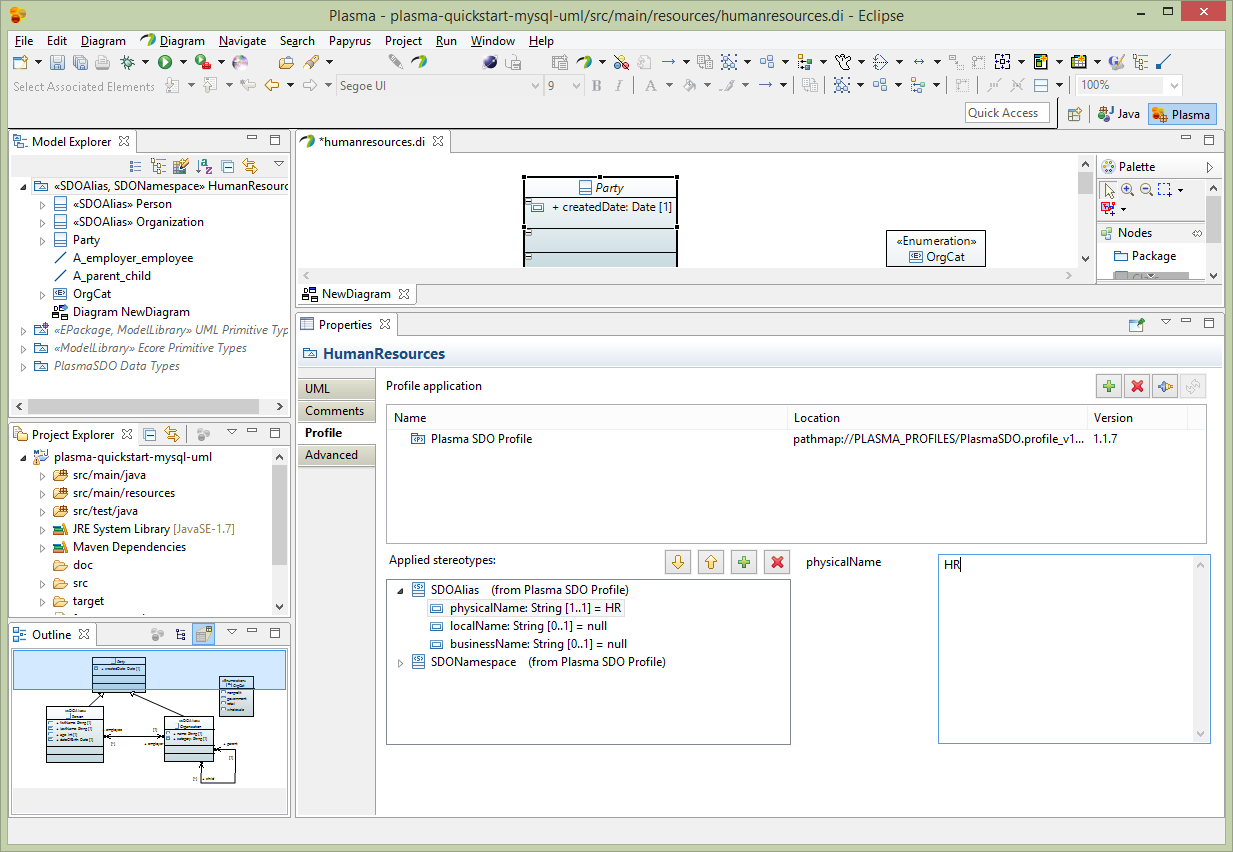 Plasma - plasma-quickstart-mysql-uml/src/main/resources/humanresources.di - Eclipse
File Edit Diagram Diagram Navigate Search Papyrus Project Run Window Help
Select Associated Elements Segoe UI 9 B I A 100%
Quick Access Java Plasma
Model Explorer
«SDOAlias, SDONamespace» HumanResourc
«SDOAlias» Person
«SDOAlias» Organization
Party
A_employer_employee
A_parent_child
OrgCat
Diagram NewDiagram
«EPackage, ModelLibrary» UML Primitive Typ
«ModelLibrary» Ecore Primitive Types
PlasmaSDO Data Types
*humanresources.di
Party
+ createdDate: Date [1]
«Enumeration»
OrgCat
Palette
Nodes
Package
NewDiagram
Project Explorer
plasma-quickstart-mysql-uml
src/main/java
src/main/resources
src/test/java
JRE System Library [JavaSE-1.7]
Maven Dependencies
doc
src
target
Outline
Properties
HumanResources
UML
Comments
Profile
Advanced
Profile application
Name Location Version
Plasma SDO Profile pathmap://PLASMA_PROFILES/PlasmaSDO.profile_v1... 1.1.7
Applied stereotypes:
SDOAlias (from Plasma SDO Profile)
physicalName: String [1..1] = HR
localName: String [0..1] = null
businessName: String [0..1] = null
SDONamespace (from Plasma SDO Profile)
physicalName
HR